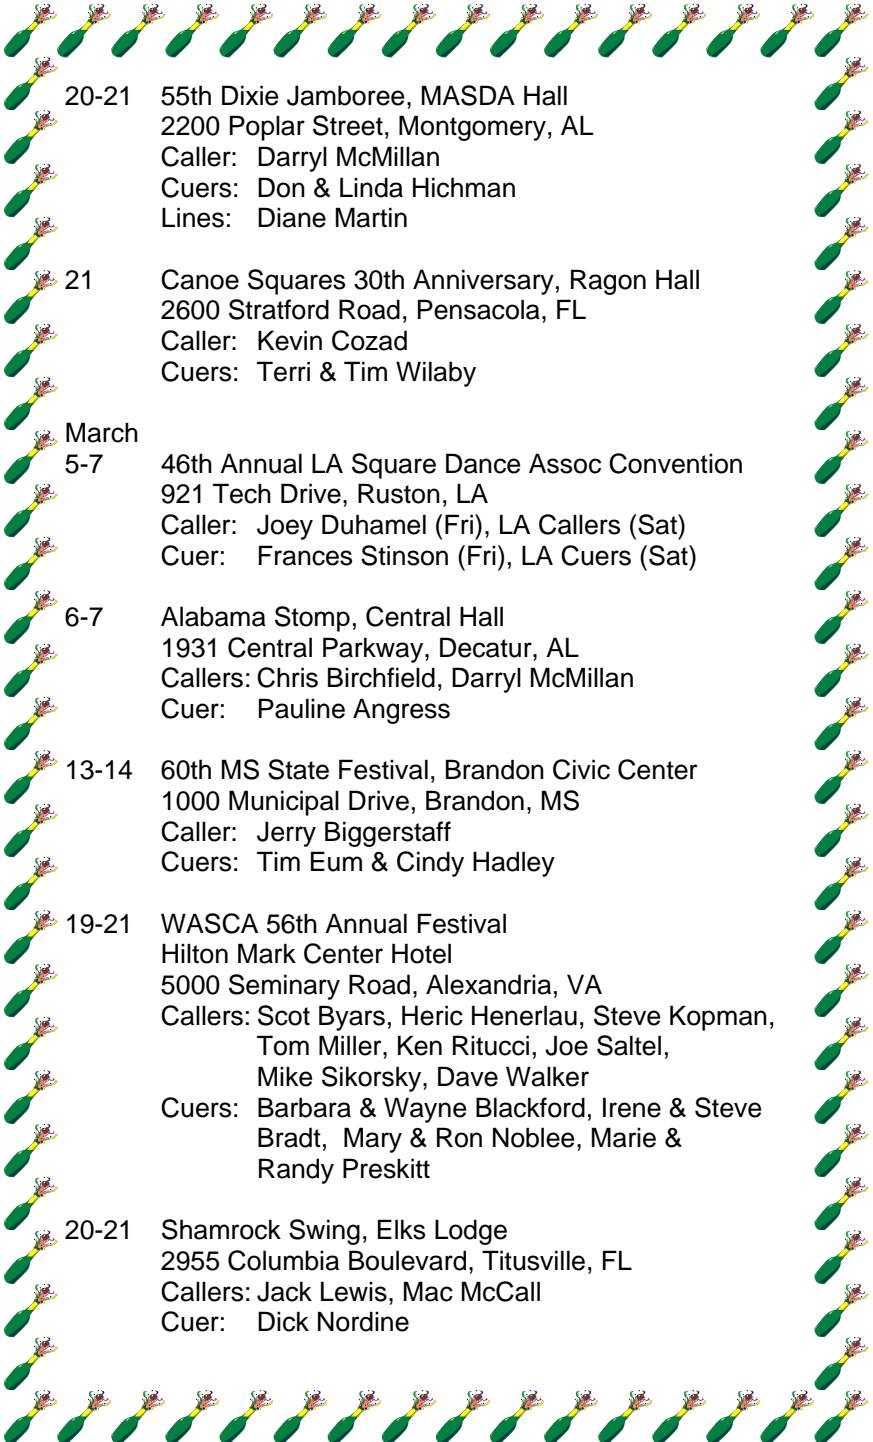 20-21 55th Dixie Jamboree, MASDA Hall
2200 Poplar Street, Montgomery, AL
Caller: Darryl McMillan
Cuers: Don & Linda Hichman
Lines: Diane Martin
21 Canoe Squares 30th Anniversary, Ragon Hall
2600 Stratford Road, Pensacola, FL
Caller: Kevin Cozad
Cuers: Terri & Tim Wilaby
March
5-7 46th Annual LA Square Dance Assoc Convention
921 Tech Drive, Ruston, LA
Caller: Joey Duhamel (Fri), LA Callers (Sat)
Cuer: Frances Stinson (Fri), LA Cuers (Sat)
6-7 Alabama Stomp, Central Hall
1931 Central Parkway, Decatur, AL
Callers: Chris Birchfield, Darryl McMillan
Cuer: Pauline Angress
13-14 60th MS State Festival, Brandon Civic Center
1000 Municipal Drive, Brandon, MS
Caller: Jerry Biggerstaff
Cuers: Tim Eum & Cindy Hadley
19-21 WASCA 56th Annual Festival
Hilton Mark Center Hotel
5000 Seminary Road, Alexandria, VA
Callers: Scot Byars, Heric Henerlau, Steve Kopman,
Tom Miller, Ken Ritucci, Joe Saltel,
Mike Sikorsky, Dave Walker
Cuers: Barbara & Wayne Blackford, Irene & Steve
Bradt, Mary & Ron Noblee, Marie &
Randy Preskitt
20-21 Shamrock Swing, Elks Lodge
2955 Columbia Boulevard, Titusville, FL
Callers: Jack Lewis, Mac McCall
Cuer: Dick Nordine